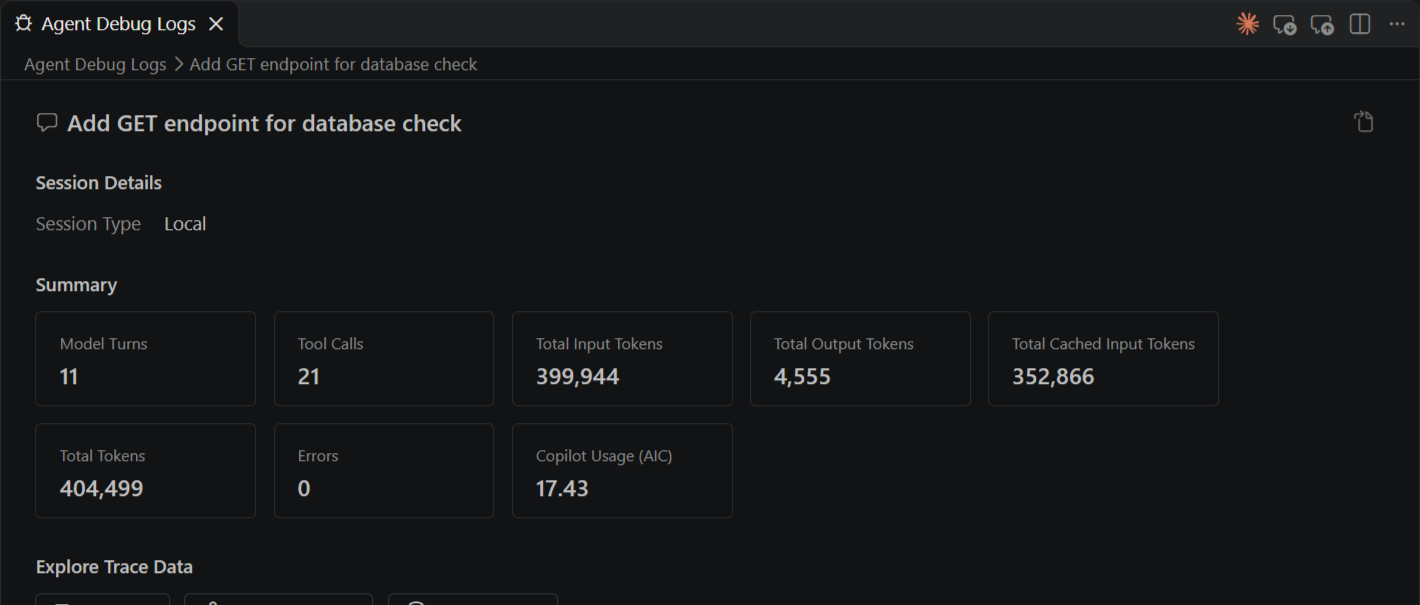 Agent Debug Logs
Agent Debug Logs > Add GET endpoint for database check
Add GET endpoint for database check
Session Details
Session Type Local
Summary
Model Turns
11
Tool Calls
21
Total Input Tokens
399,944
Total Output Tokens
4,555
Total Cached Input Tokens
352,866
Total Tokens
404,499
Errors
0
Copilot Usage (AIC)
17.43
Explore Trace Data